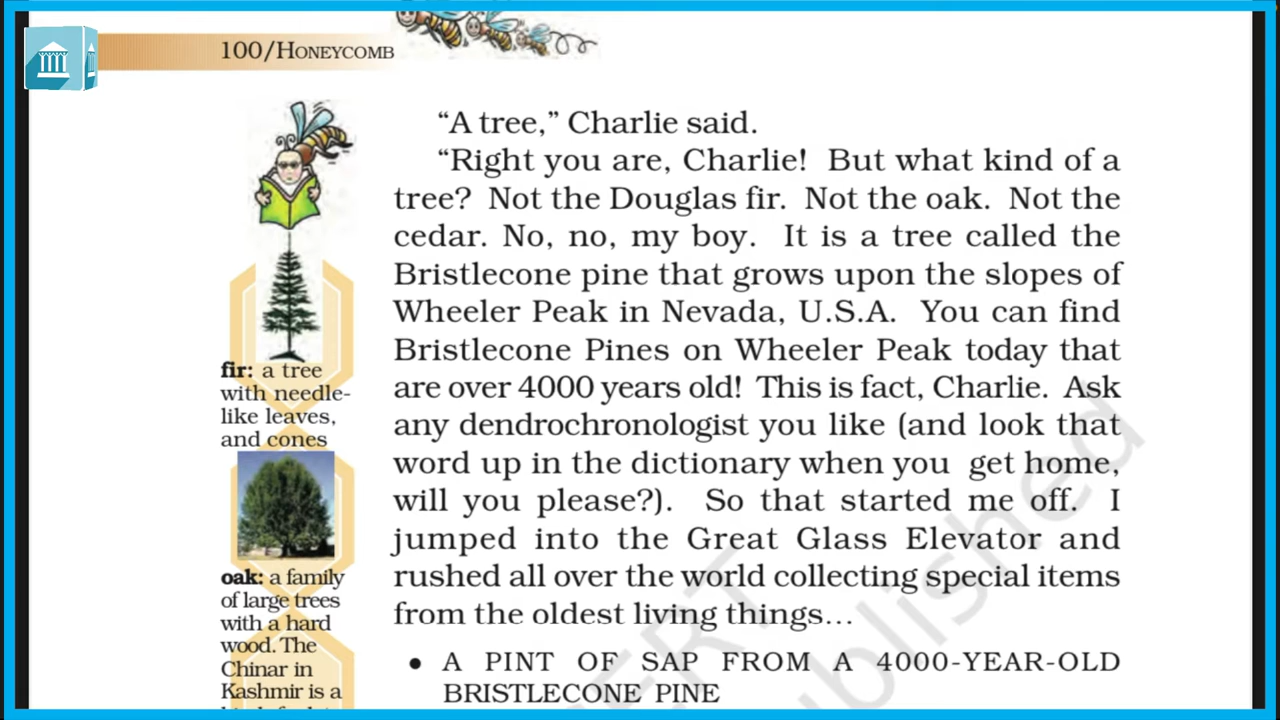 100/HONEYCOMB
“A tree,” Charlie said.
“Right you are, Charlie! But what kind of a
tree? Not the Douglas fir. Not the oak. Not the
cedar. No, no, my boy. It is a tree called the
Bristlecone pine that grows upon the slopes of
Wheeler Peak in Nevada, U.S.A. You can find
Bristlecone Pines on Wheeler Peak today that
are over 4000 years old! This is fact, Charlie. Ask
any dendrochronologist you like (and look that
word up in the dictionary when you get home,
will you please?). So that started me off. I
jumped into the Great Glass Elevator and
rushed all over the world collecting special items
from the oldest living things...
• A PINT OF SAP FROM A 4000-YEAR-OLD
BRISTLECONE PINE
fir: a tree
with needle-
like leaves,
and cones
oak: a family
of large trees
with a hard
wood. The
Chinar in
Kashmir is a